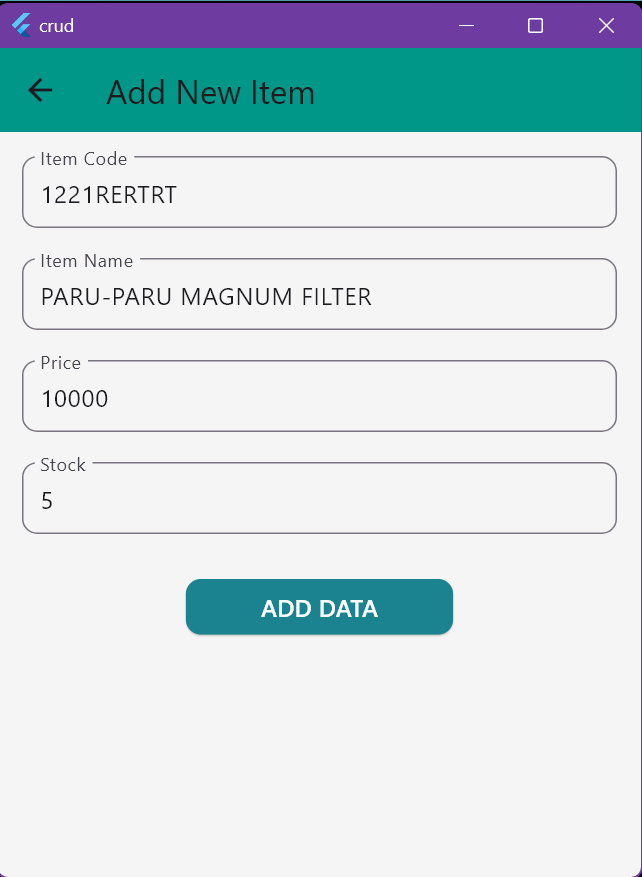 crud
Add New Item
Item Code
1221RERTRT
Item Name
PARU-PARU MAGNUM FILTER
Price
10000
Stock
5
ADD DATA